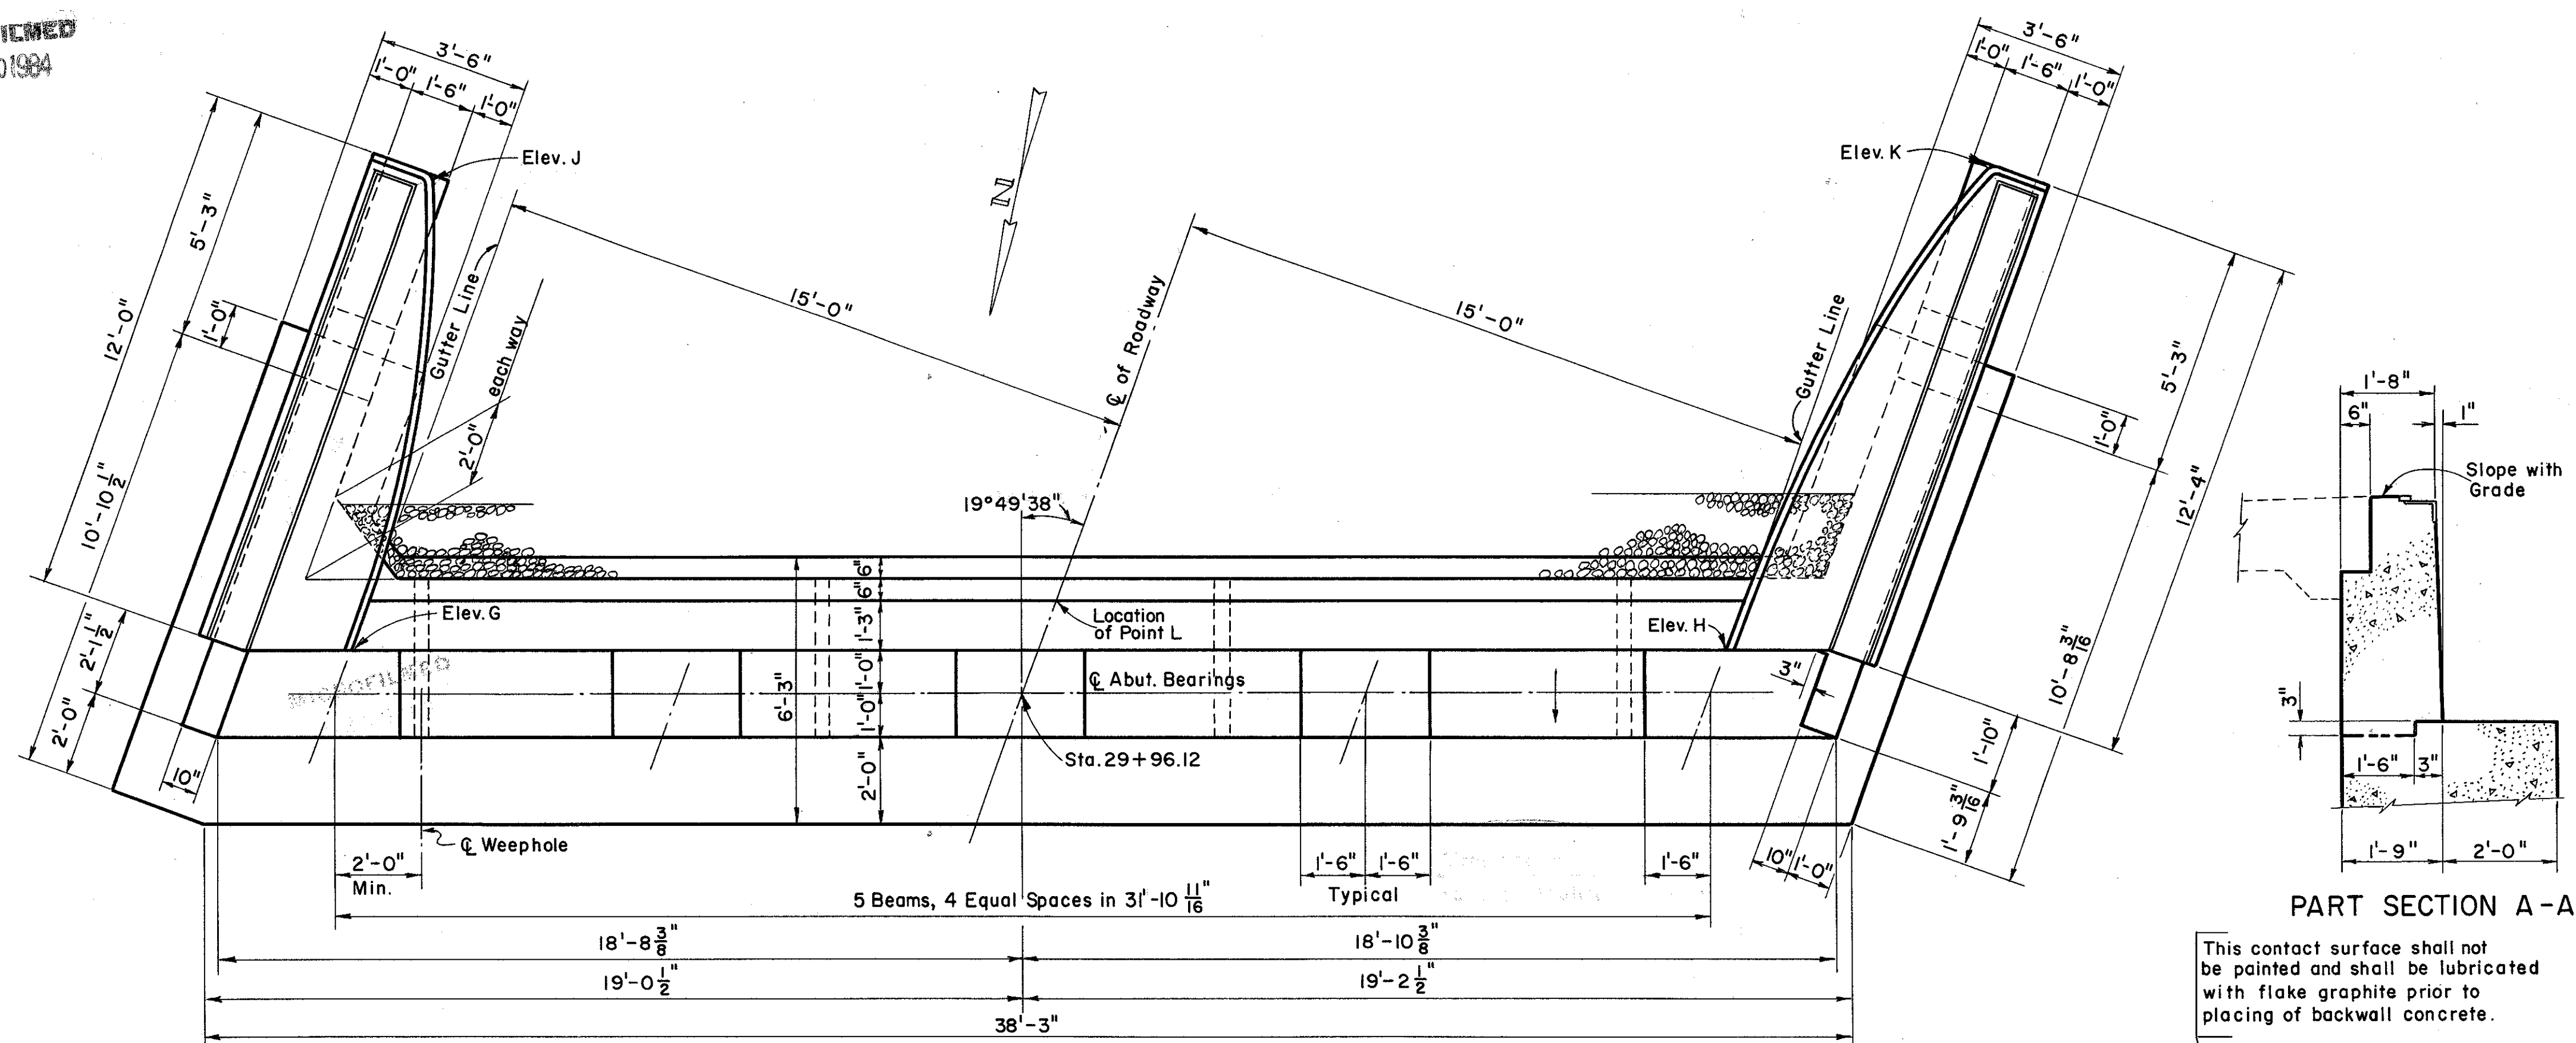 FILMED
1984
3'-6"
1'-0" 1'-6" 1'-0"
Elev. J
5'-3"
12'-0"
1'-0"
10'-10 1/2"
2'-1 1/2"
2'-0"
10"
Gutter Line
each way
2'-0"
15'-0"
N
℄ of Roadway
19°49'38"
15'-0"
Gutter Line
3'-6"
1'-0" 1'-6" 1'-0"
Elev. K
5'-3"
1'-0"
12'-4"
10'-8 3/16"
1'-10"
1'-9 3/16"
Elev. G
MICROFILMED
6"
6"
1'-3"
1'-0"
1'-0"
2'-0"
6'-3"
Location
of Point L
℄ Abut. Bearings
Sta. 29+96.12
Elev. H
3"
10" 1'-0"
℄ Weephole
2'-0"
Min.
1'-6" 1'-6"
Typical
1'-6"
5 Beams, 4 Equal Spaces in 31'-10 11/16"
18'-8 3/8" 18'-10 3/8"
19'-0 1/2" 19'-2 1/2"
38'-3"
1'-8"
6" 1"
Slope with
Grade
3"
1'-6" 3"
1'-9" 2'-0"
PART SECTION A-A
This contact surface shall not
be painted and shall be lubricated
with flake graphite prior to
placing of backwall concrete.